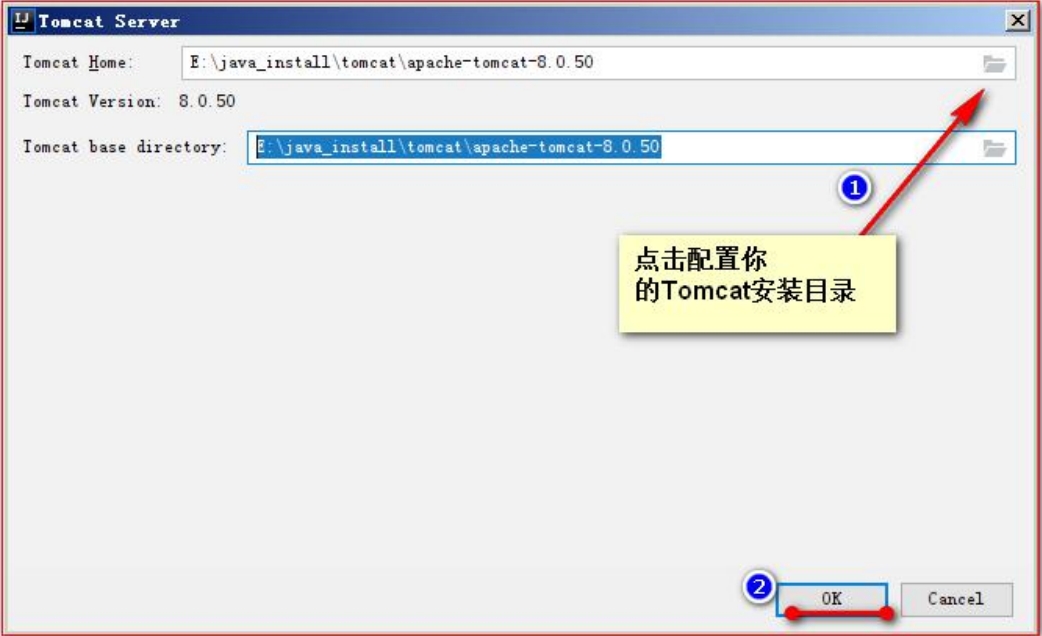 Tomcat Server
Tomcat Home: E:\java_install\tomcat\apache-tomcat-8.0.50
Tomcat Version: 8.0.50
Tomcat base directory: E:\java_install\tomcat\apache-tomcat-8.0.50
1
点击配置你
的Tomcat安装目录
2
OK Cancel